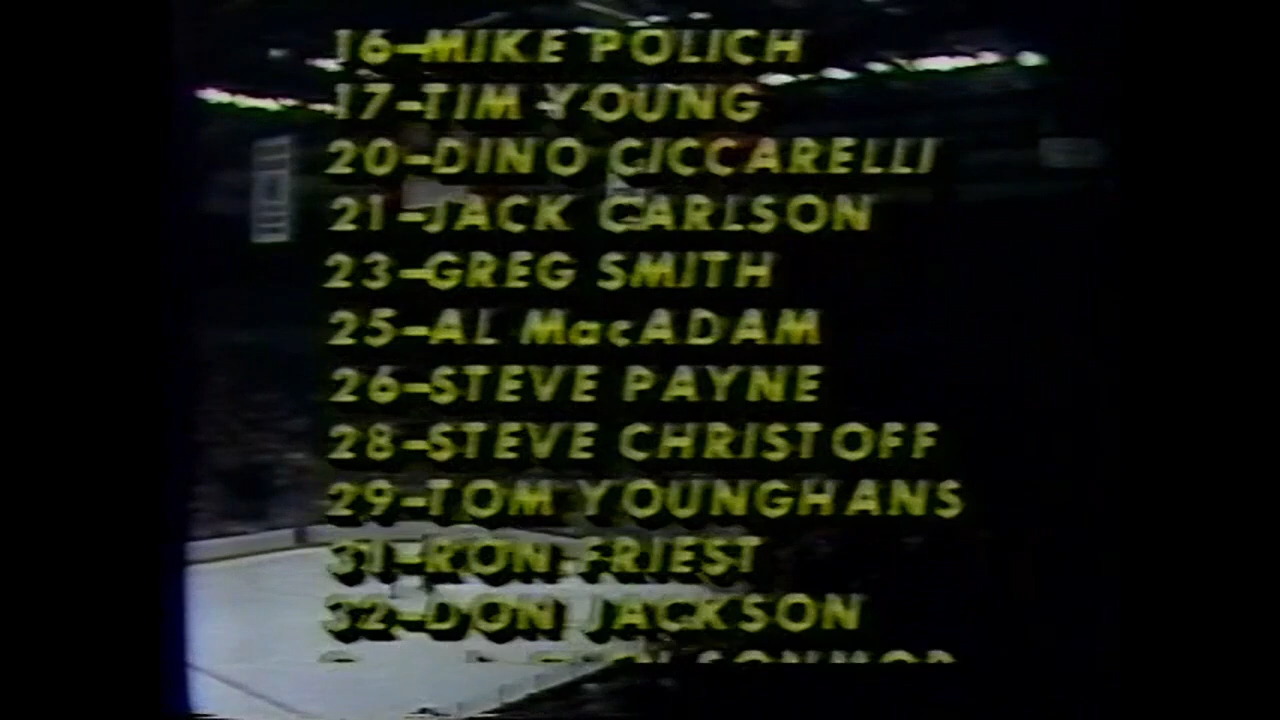 16-MIKE POLICH
17-TIM YOUNG
20-DINO CICCARELLI
21-JACK CARLSON
23-GREG SMITH
25-AL MacADAM
26-STEVE PAYNE
28-STEVE CHRISTOFF
29-TOM YOUNGHANS
31-RON FRIEST
32-DON JACKSON